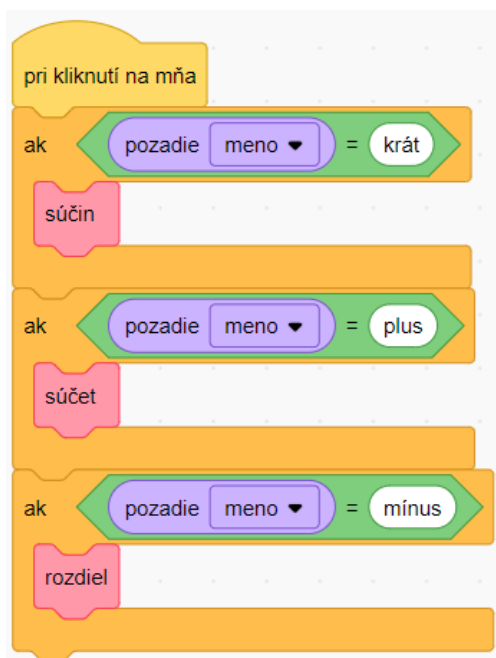 pri kliknutí na mňa
ak pozadie meno = krát
súčin
ak pozadie meno = plus
súčet
ak pozadie meno = mínus
rozdiel